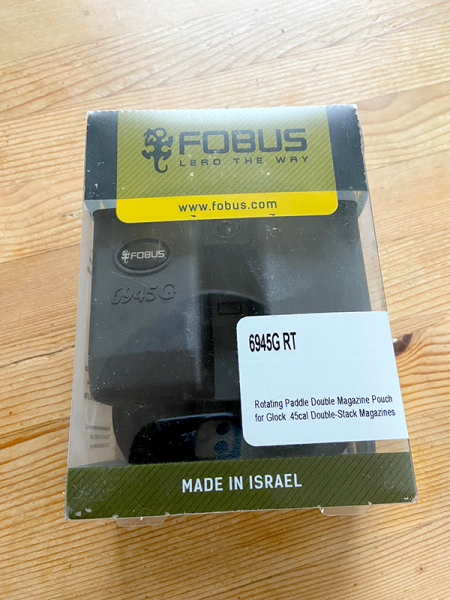 FOBUS
LEAD THE WAY
www.fobus.com
FOBUS
6945G
6945G RT
Rotating Paddle Double Magazine Pouch
for Glock .45cal Double-Stack Magazines
MADE IN ISRAEL